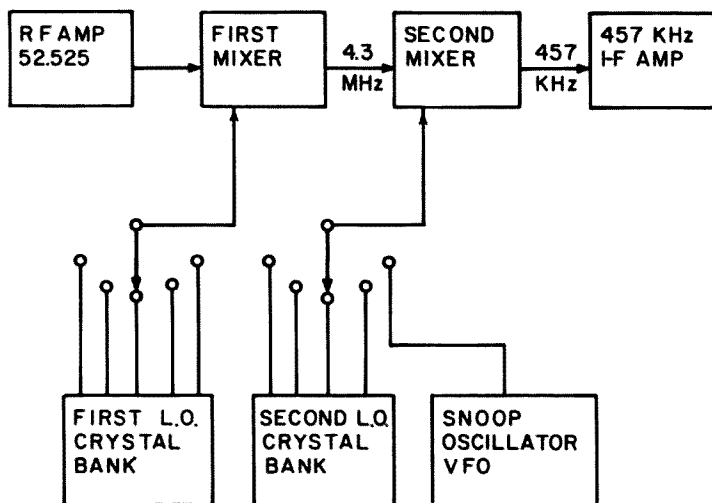 R F AMP
52.525
FIRST
MIXER
4.3
MHz
SECOND
MIXER
457
KHz
457 KHz
I-F AMP
FIRST L.O.
CRYSTAL
BANK
SECOND L.O.
CRYSTAL
BANK
SNOOP
OSCILLATOR
VFO